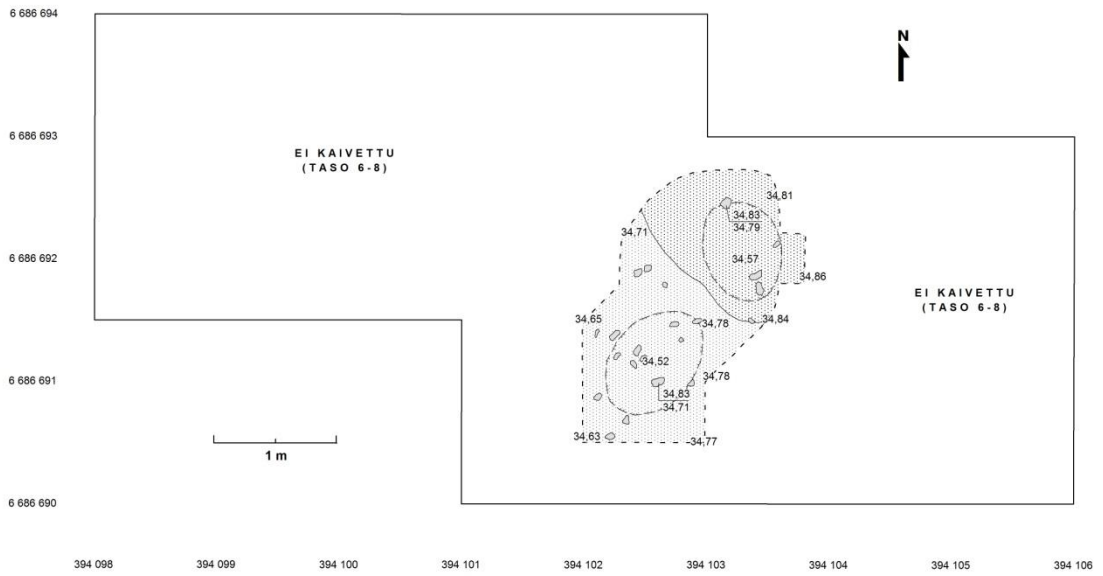 6 686 694
N
6 686 693
EI KAIVETTU
(TASO 6-8)
34,81
34,83
34,79
34,71
6 686 692
34,57
34,86
EI KAIVETTU
(TASO 6-8)
34,65
34,78
34,84
34,52
6 686 691
34,78
34,83
34,71
34,63
34,77
1 m
6 686 690
394 098
394 099
394 100
394 101
394 102
394 103
394 104
394 105
394 106